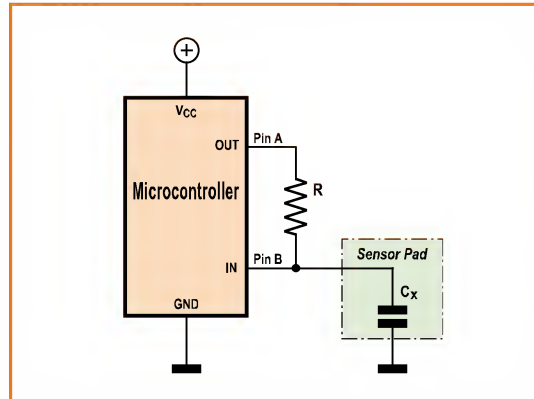 +
VCC
OUT
Pin A
Microcontroller
R
IN
Pin B
Sensor Pad
CX
GND